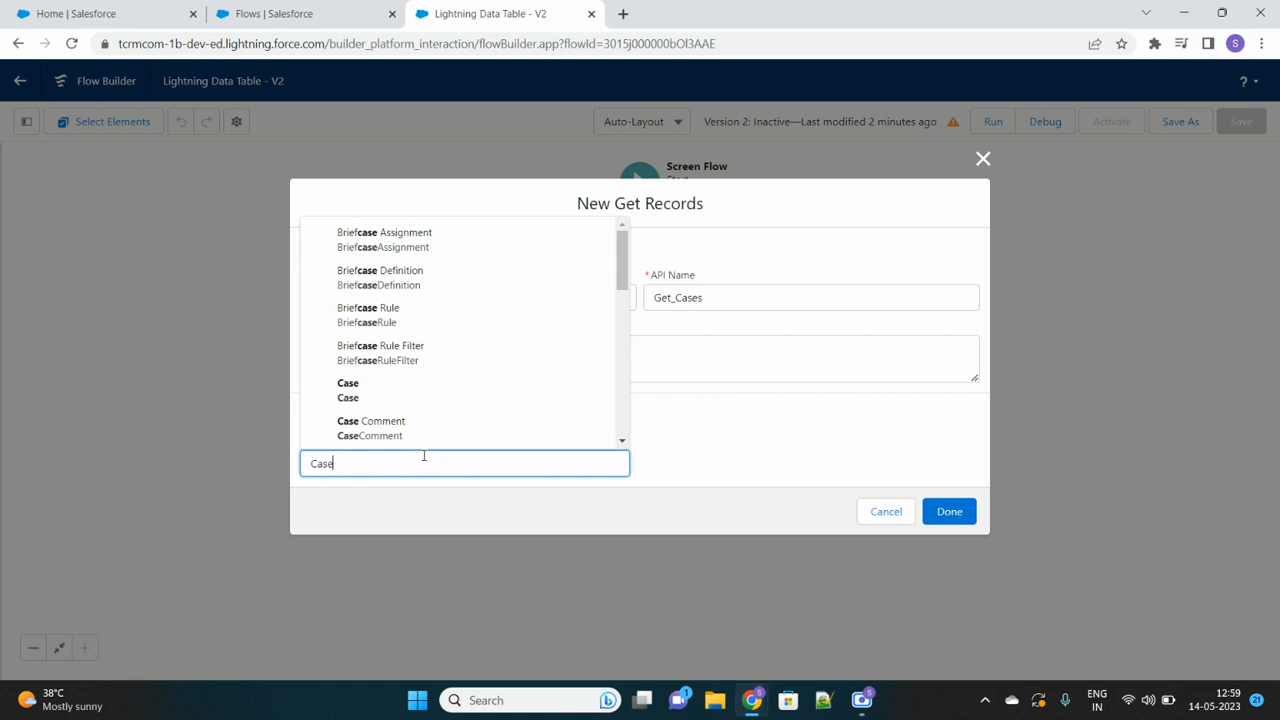 Home | Salesforce
Flows | Salesforce
Lightning Data Table - V2
tcrmcom-1b-dev-ed.lightning.force.com/builder_platform_interaction/flowBuilder.app?flowId=3015j000000bOl3AAE
S
Flow Builder
Lightning Data Table - V2
?
Select Elements
Auto-Layout
Version 2: Inactive—Last modified 2 minutes ago
Run
Debug
Activate
Save As
Save
Screen Flow
New Get Records
Briefcase Assignment
BriefcaseAssignment
Briefcase Definition
BriefcaseDefinition
Briefcase Rule
BriefcaseRule
Briefcase Rule Filter
BriefcaseRuleFilter
Case
Case
Case Comment
CaseComment
Case
* API Name
Get_Cases
Cancel
Done
38°C
Mostly sunny
Search
1
S
S
ENG
IN
12:59
14-05-2023
21